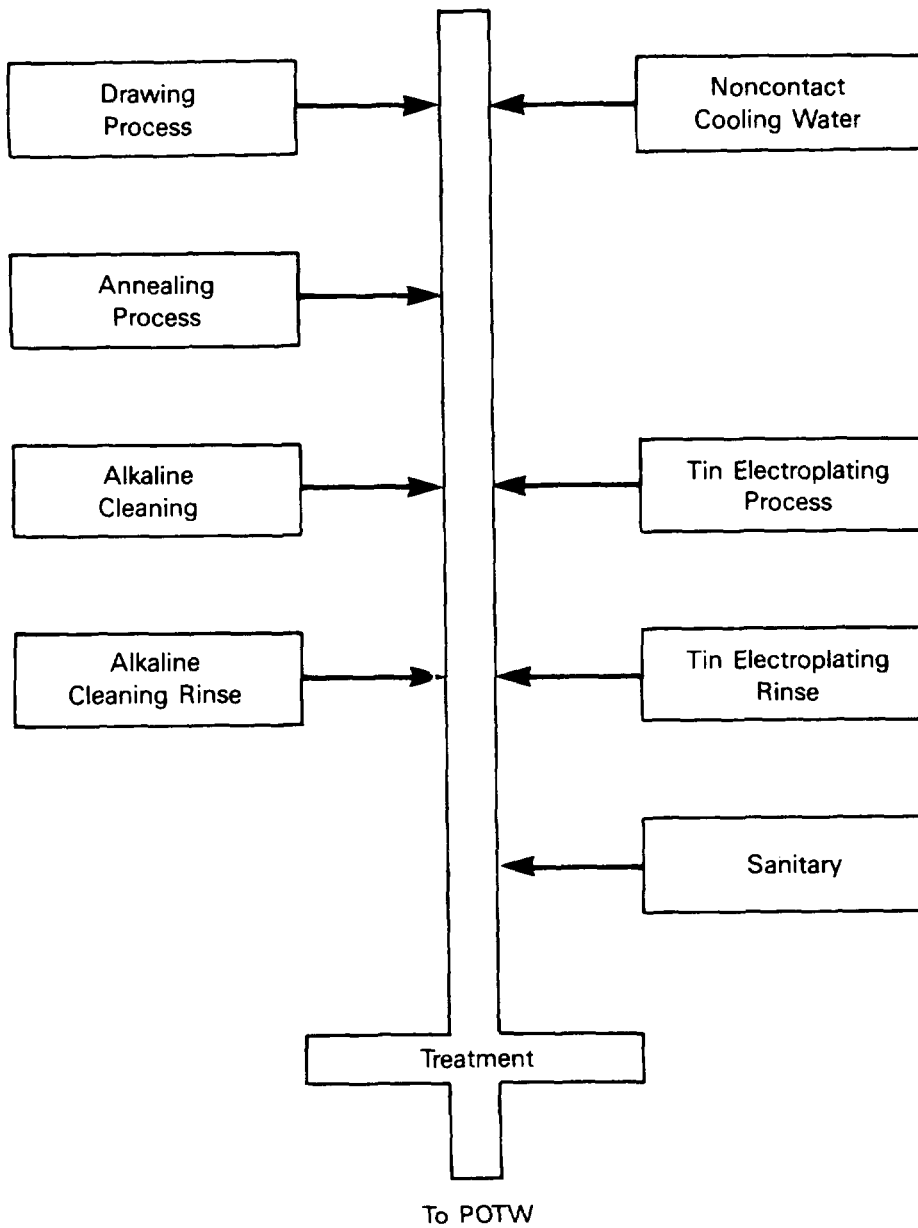 Drawing
Process
Noncontact
Cooling Water
Annealing
Process
Alkaline
Cleaning
Tin Electroplating
Process
Alkaline
Cleaning Rinse
Tin Electroplating
Rinse
Sanitary
Treatment
To POTW